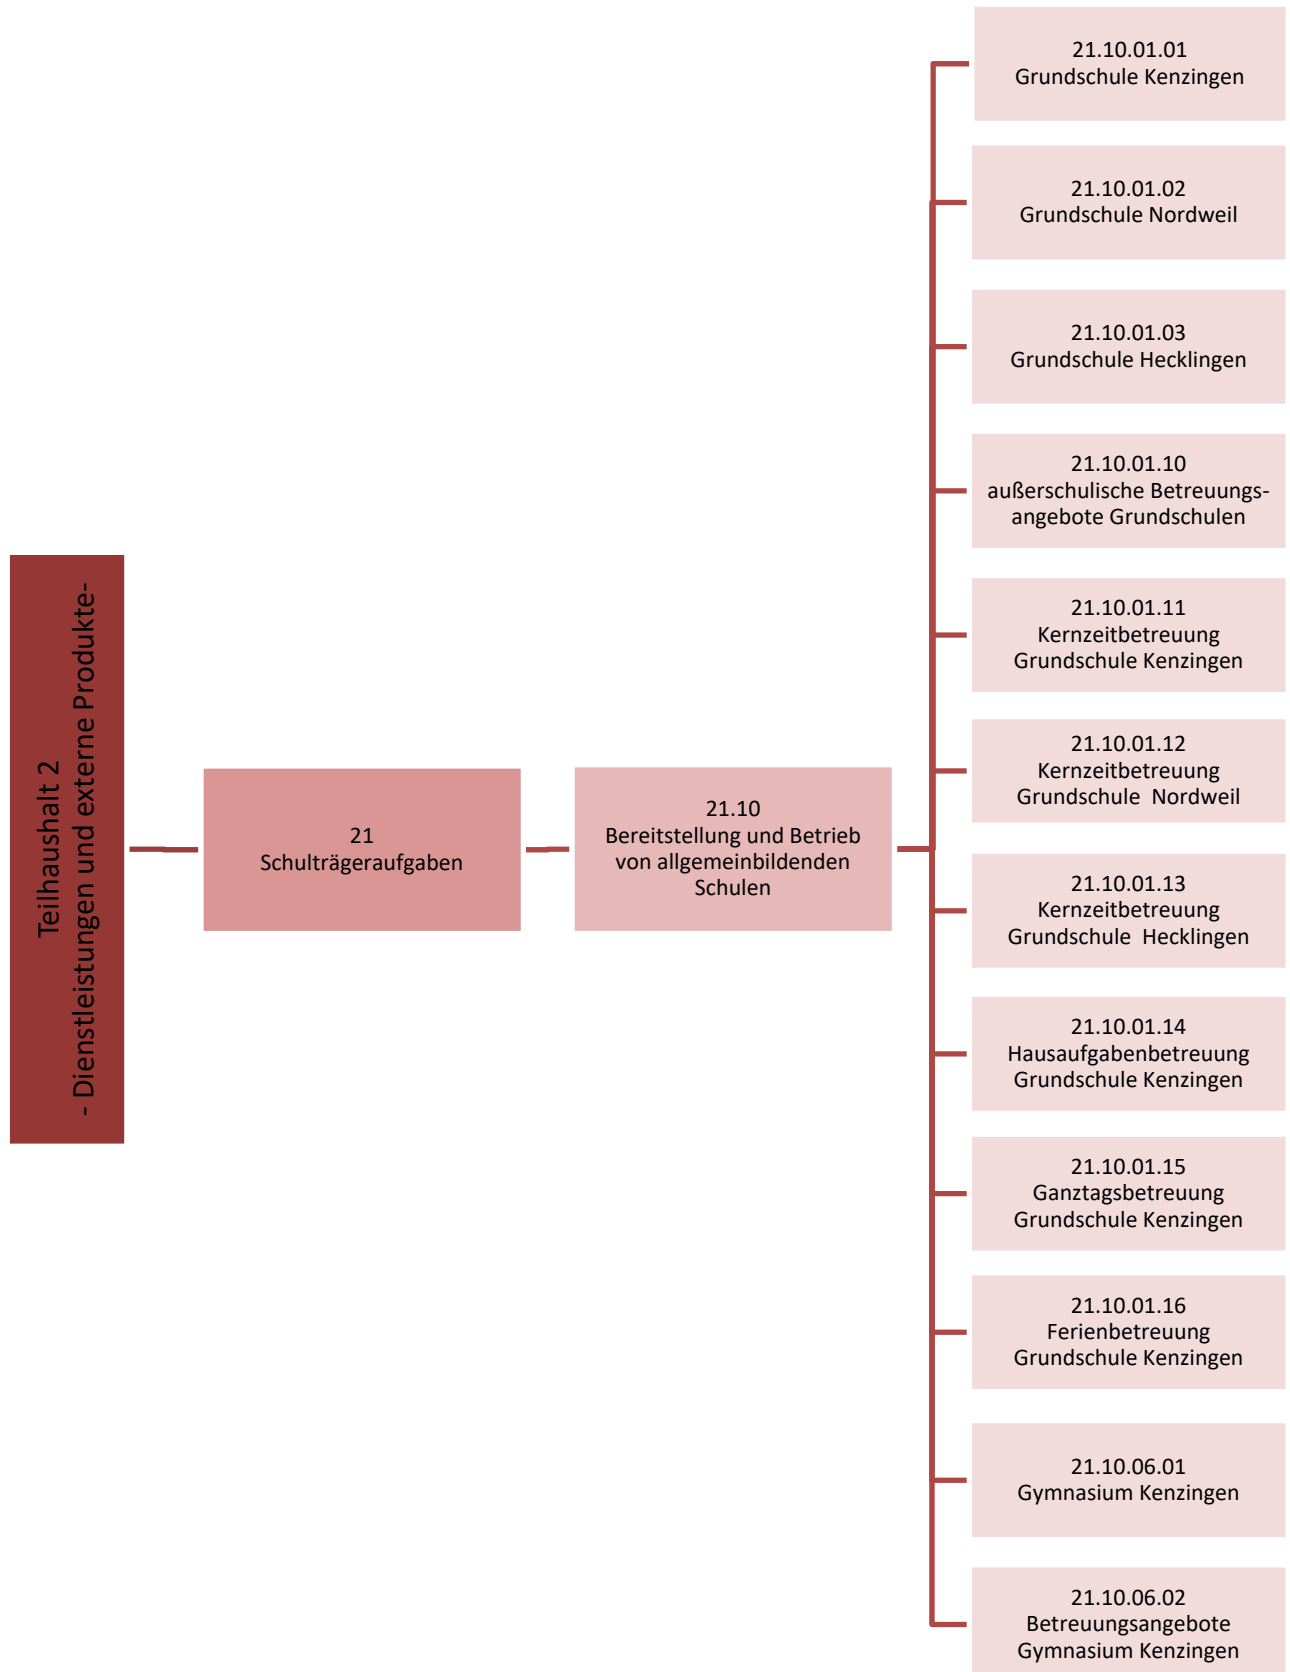 Teilhaushalt 2
- Dienstleistungen und externe Produkte-
21
Schulträgeraufgaben
21.10
Bereitstellung und Betrieb
von allgemeinbildenden
Schulen
21.10.01.01
Grundschule Kenzingen
21.10.01.02
Grundschule Nordweil
21.10.01.03
Grundschule Hecklingen
21.10.01.10
außerschulische Betreuungs-
angebote Grundschulen
21.10.01.11
Kernzeitbetreuung
Grundschule Kenzingen
21.10.01.12
Kernzeitbetreuung
Grundschule Nordweil
21.10.01.13
Kernzeitbetreuung
Grundschule Hecklingen
21.10.01.14
Hausaufgabenbetreuung
Grundschule Kenzingen
21.10.01.15
Ganztagsbetreuung
Grundschule Kenzingen
21.10.01.16
Ferienbetreuung
Grundschule Kenzingen
21.10.06.01
Gymnasium Kenzingen
21.10.06.02
Betreuungsangebote
Gymnasium Kenzingen